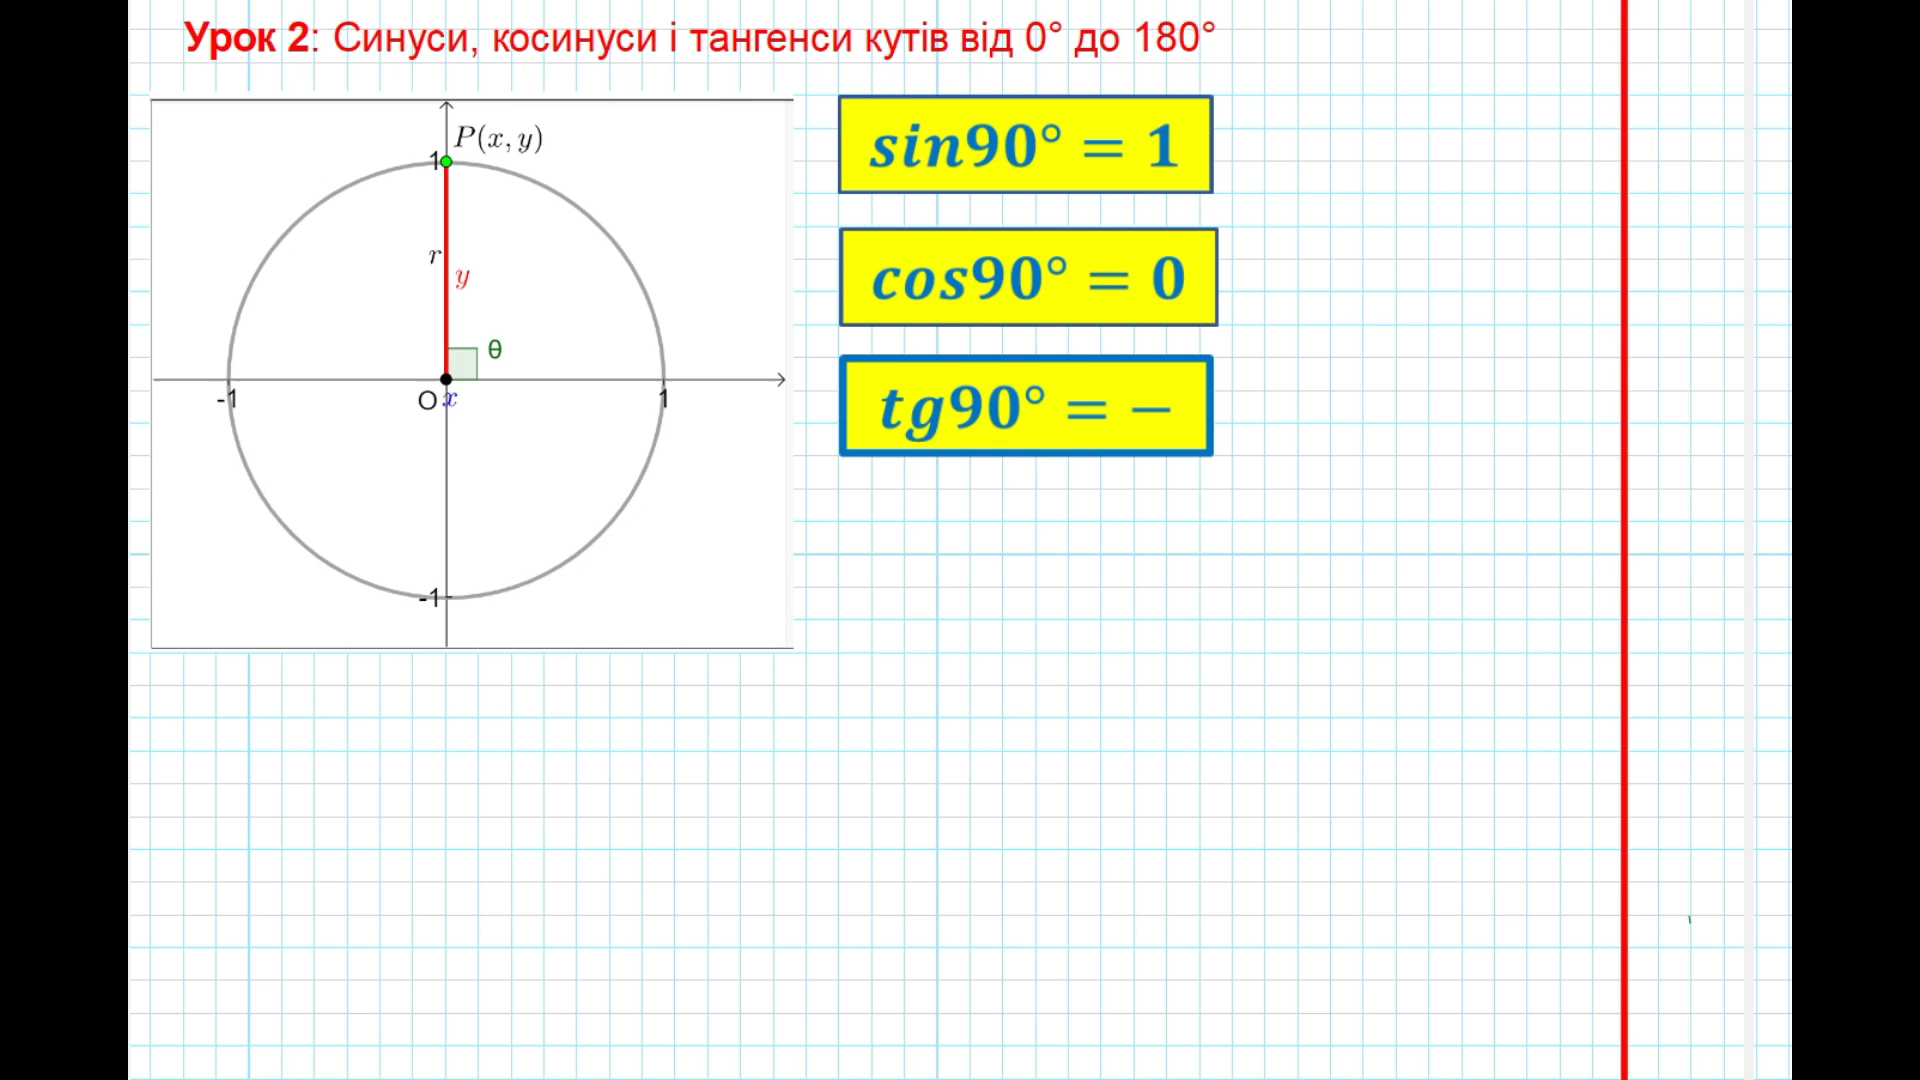 Урок 2: Синуси, косинуси і тангенси кутів від 0° до 180°
P(x, y)
1
r
y
θ
-1
O
x
1
-1
sin90° = 1
cos90° = 0
tg90° = −